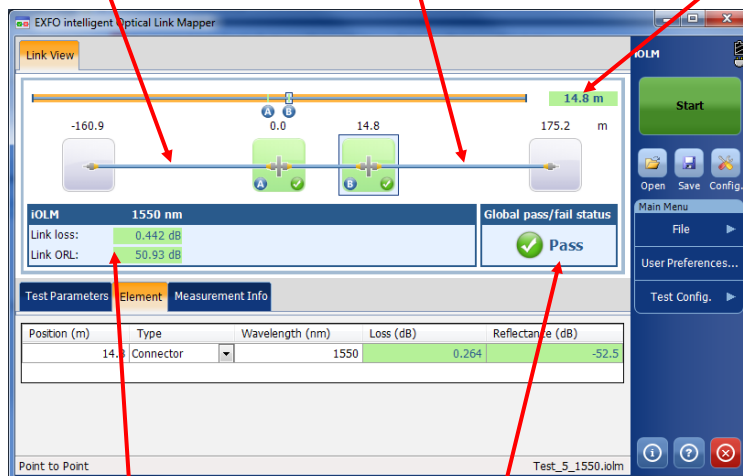 EXFO intelligent Optical Link Mapper
Link View
14.8 m
A B
-160.9 0.0 14.8 175.2 m
A B
iOLM 1550 nm Global pass/fail status
Link loss: 0.442 dB
Link ORL: 50.93 dB
Pass
Test Parameters Element Measurement Info
Position (m) Type Wavelength (nm) Loss (dB) Reflectance (dB)
14.8 Connector 1550 0.264 -52.5
Point to Point Test_5_1550.iolm
iOLM
Start
Open Save Config.
Main Menu
File
User Preferences...
Test Config.